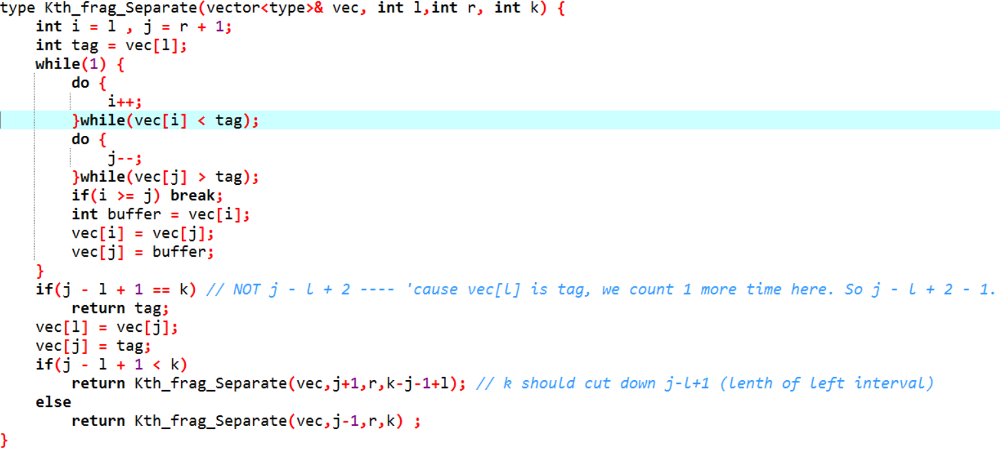 type Kth_frag_Separate(vector<type>& vec, int l,int r, int k) {
    int i = l , j = r + 1;
    int tag = vec[l];
    while(1) {
        do {
            i++;
        }while(vec[i] < tag);
        do {
            j--;
        }while(vec[j] > tag);
        if(i >= j) break;
        int buffer = vec[i];
        vec[i] = vec[j];
        vec[j] = buffer;
    }
    if(j - l + 1 == k) // NOT j - l + 2 ---- 'cause vec[l] is tag, we count 1 more time here. So j - l + 2 - 1.
        return tag;
    vec[l] = vec[j];
    vec[j] = tag;
    if(j - l + 1 < k)
        return Kth_frag_Separate(vec,j+1,r,k-j-1+l); // k should cut down j-l+1 (lenth of left interval)
    else
        return Kth_frag_Separate(vec,j-1,r,k) ;
}